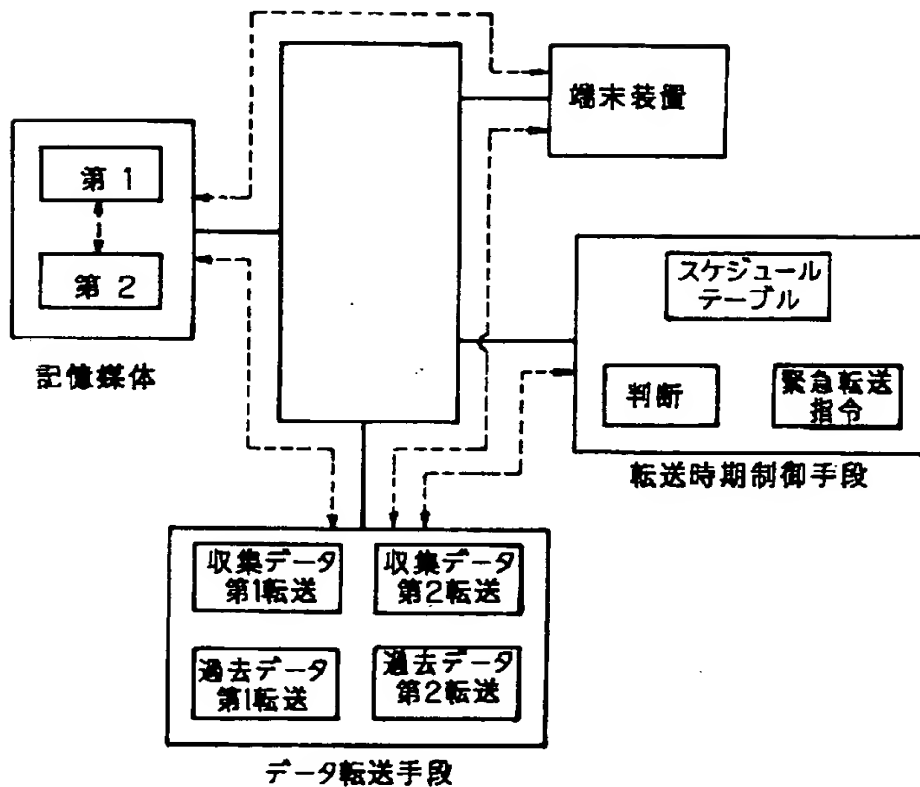 端末装置
第1
第2
記憶媒体
スケジュール
テーブル
判断
緊急転送
指令
転送時期制御手段
収集データ
第1転送
収集データ
第2転送
過去データ
第1転送
過去データ
第2転送
データ転送手段